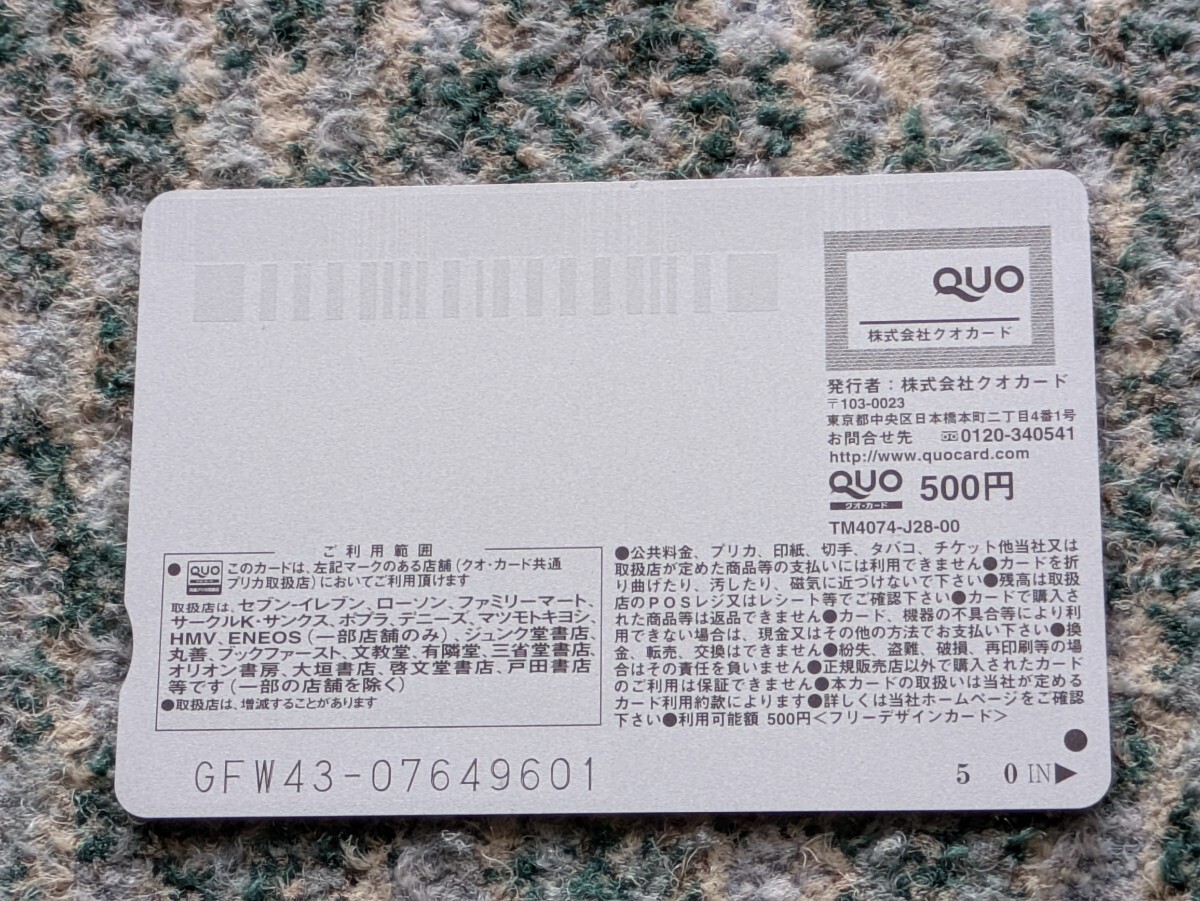 QUO
株式会社クオカード
発行者：株式会社クオカード
〒103-0023
東京都中央区日本橋本町二丁目4番1号
お問合せ先 0120-340541
http://www.quocard.com
QUO 500円
クオ・カード
TM4074-J28-00
ご利用範囲
●QUO このカードは、左記マークのある店舗（クオ・カード共通
プリカ取扱店）においてご利用頂けます
取扱店は、セブン-イレブン、ローソン、ファミリーマート、
サークルK・サンクス、ポプラ、デニーズ、マツモトキヨシ、
HMV、ENEOS（一部店舗のみ）、ジュンク堂書店、
丸善、ブックファースト、文教堂、有隣堂、三省堂書店、
オリオン書房、大垣書店、啓文堂書店、戸田書店
等です（一部の店舗を除く）
●取扱店は、増減することがあります
●公共料金、プリカ、印紙、切手、タバコ、チケット他当社又は
取扱店が定めた商品等の支払いには利用できません●カードを折
り曲げたり、汚したり、磁気に近づけないで下さい●残高は取扱
店のPOSレジ又はレシート等でご確認下さい●カードで購入さ
れた商品等は返品できません●カード、機器の不具合等により利
用できない場合は、現金又はその他の方法でお支払い下さい●換
金、転売、交換はできません●紛失、盗難、破損、再印刷等の場
合はその責任を負いません●正規販売店以外で購入されたカード
のご利用は保証できません●本カードの取扱いは当社が定める
カード利用約款によります●詳しくは当社ホームページをご確認
下さい●利用可能額 500円＜フリーデザインカード＞
GFW43-07649601
5 0 IN▶